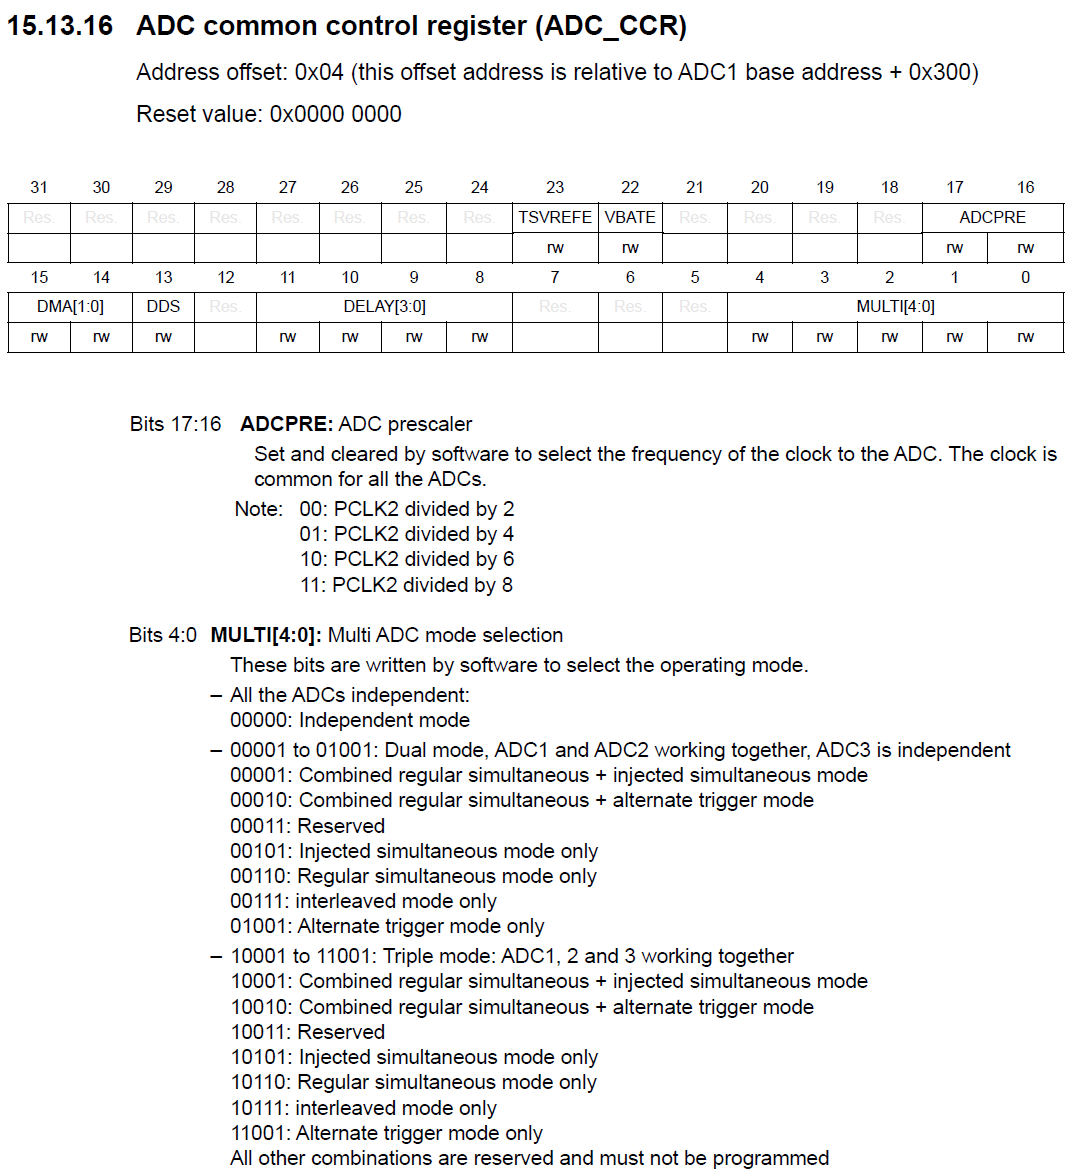 15.13.16 ADC common control register (ADC_CCR)
Address offset: 0x04 (this offset address is relative to ADC1 base address + 0x300)
Reset value: 0x0000 0000
31 30 29 28 27 26 25 24 23 22 21 20 19 18 17 16
Res. Res. Res. Res. Res. Res. Res. Res. TSVREFE VBATE Res. Res. Res. Res. ADCPRE
rw rw rw rw
15 14 13 12 11 10 9 8 7 6 5 4 3 2 1 0
DMA[1:0] DDS Res. DELAY[3:0] Res. Res. Res. MULTI[4:0]
rw rw rw rw rw rw rw rw rw rw rw rw
Bits 17:16 ADCPRE: ADC prescaler
Set and cleared by software to select the frequency of the clock to the ADC. The clock is
common for all the ADCs.
Note: 00: PCLK2 divided by 2
01: PCLK2 divided by 4
10: PCLK2 divided by 6
11: PCLK2 divided by 8
Bits 4:0 MULTI[4:0]: Multi ADC mode selection
These bits are written by software to select the operating mode.
– All the ADCs independent:
00000: Independent mode
– 00001 to 01001: Dual mode, ADC1 and ADC2 working together, ADC3 is independent
00001: Combined regular simultaneous + injected simultaneous mode
00010: Combined regular simultaneous + alternate trigger mode
00011: Reserved
00101: Injected simultaneous mode only
00110: Regular simultaneous mode only
00111: interleaved mode only
01001: Alternate trigger mode only
– 10001 to 11001: Triple mode: ADC1, 2 and 3 working together
10001: Combined regular simultaneous + injected simultaneous mode
10010: Combined regular simultaneous + alternate trigger mode
10011: Reserved
10101: Injected simultaneous mode only
10110: Regular simultaneous mode only
10111: interleaved mode only
11001: Alternate trigger mode only
All other combinations are reserved and must not be programmed